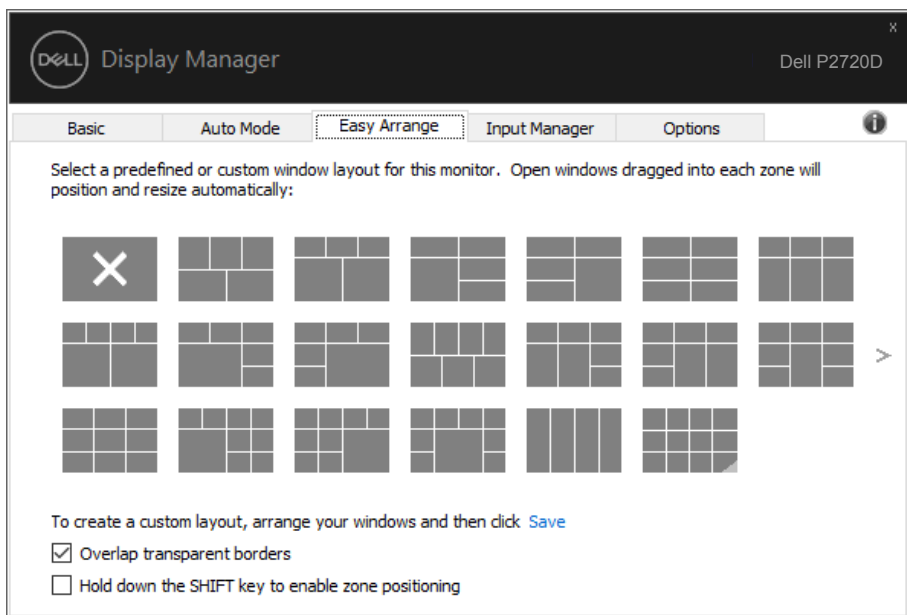 x
DELL Display Manager
Dell P2720D
Basic Auto Mode Easy Arrange Input Manager Options
Select a predefined or custom window layout for this monitor. Open windows dragged into each zone will
position and resize automatically:
>
To create a custom layout, arrange your windows and then click Save
Overlap transparent borders
Hold down the SHIFT key to enable zone positioning